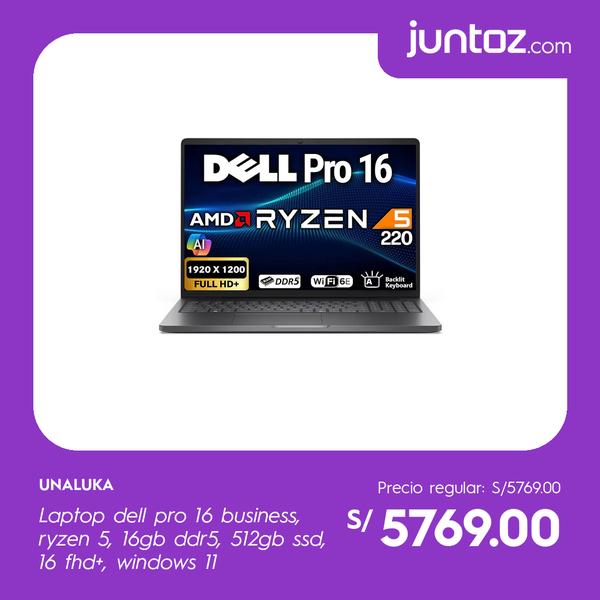 juntoz.com
DELL Pro 16
AMD RYZEN 5
220
AI
1920 X 1200
FULL HD+
DDR5
WiFi 6E
A
Backlit
Keyboard
UNALUKA
Laptop dell pro 16 business,
ryzen 5, 16gb ddr5, 512gb ssd,
16 fhd+, windows 11
Precio regular: S/5769.00
S/ 5769.00